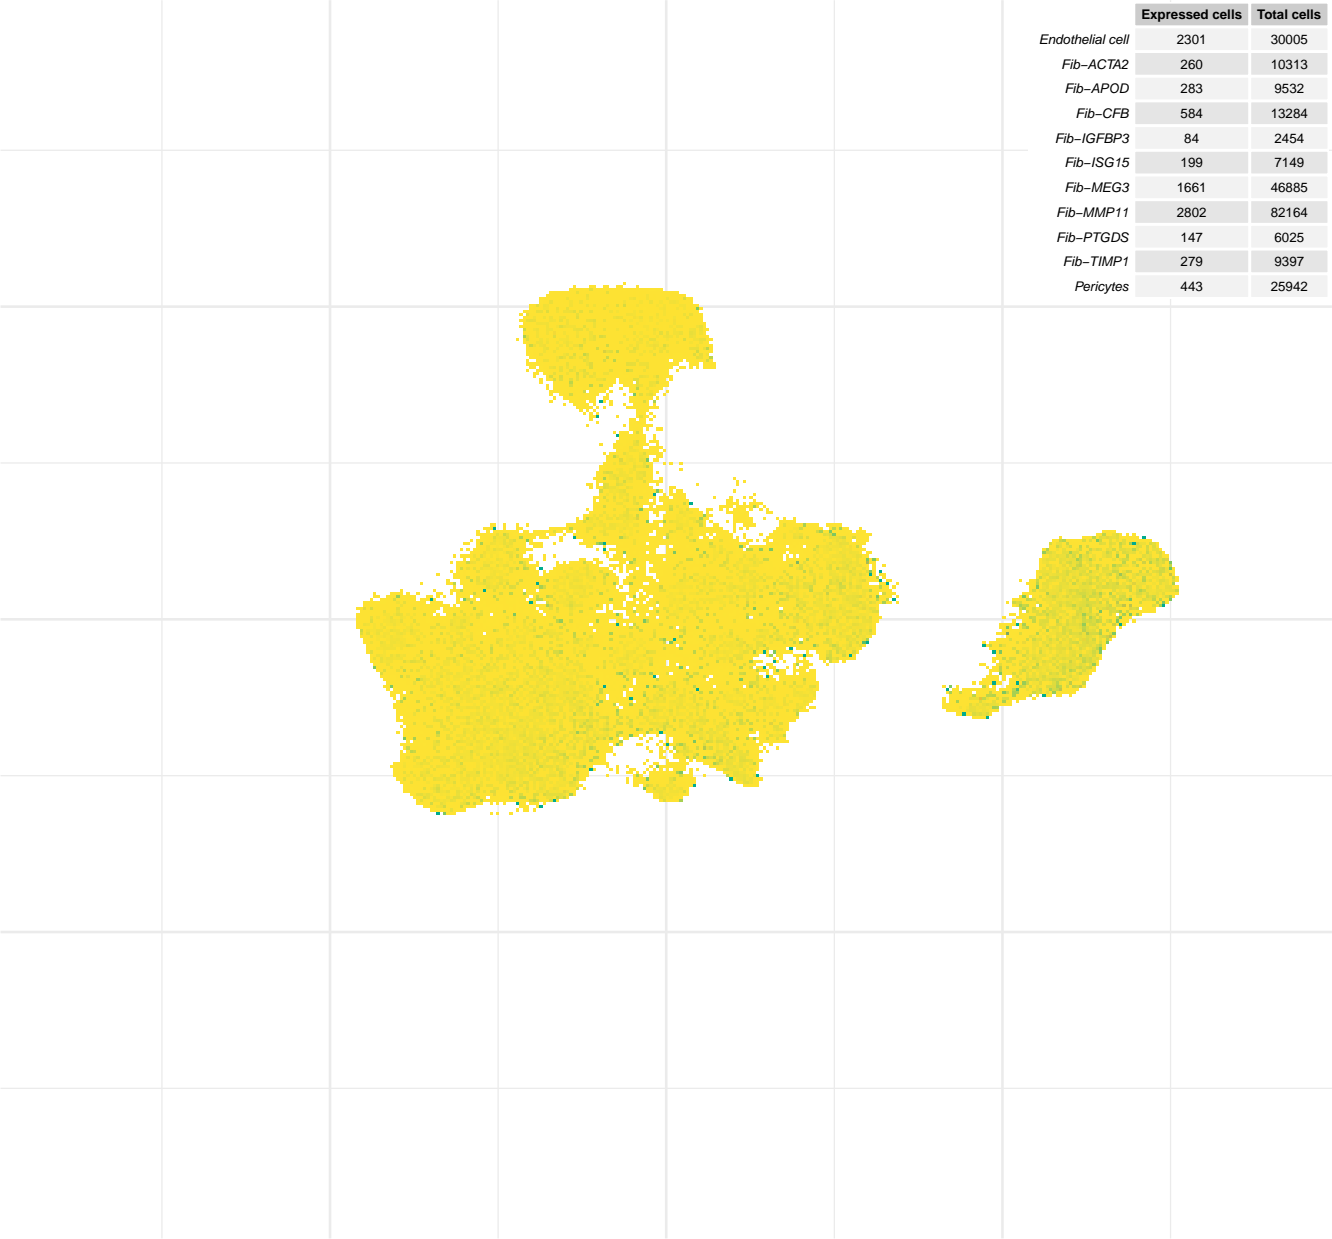 Expressed cells Total cells
Endothelial cell 2301 30005
Fib−ACTA2 260 10313
Fib−APOD 283 9532
Fib−CFB 584 13284
Fib−IGFBP3 84 2454
Fib−ISG15 199 7149
Fib−MEG3 1661 46885
Fib−MMP11 2802 82164
Fib−PTGDS 147 6025
Fib−TIMP1 279 9397
Pericytes 443 25942